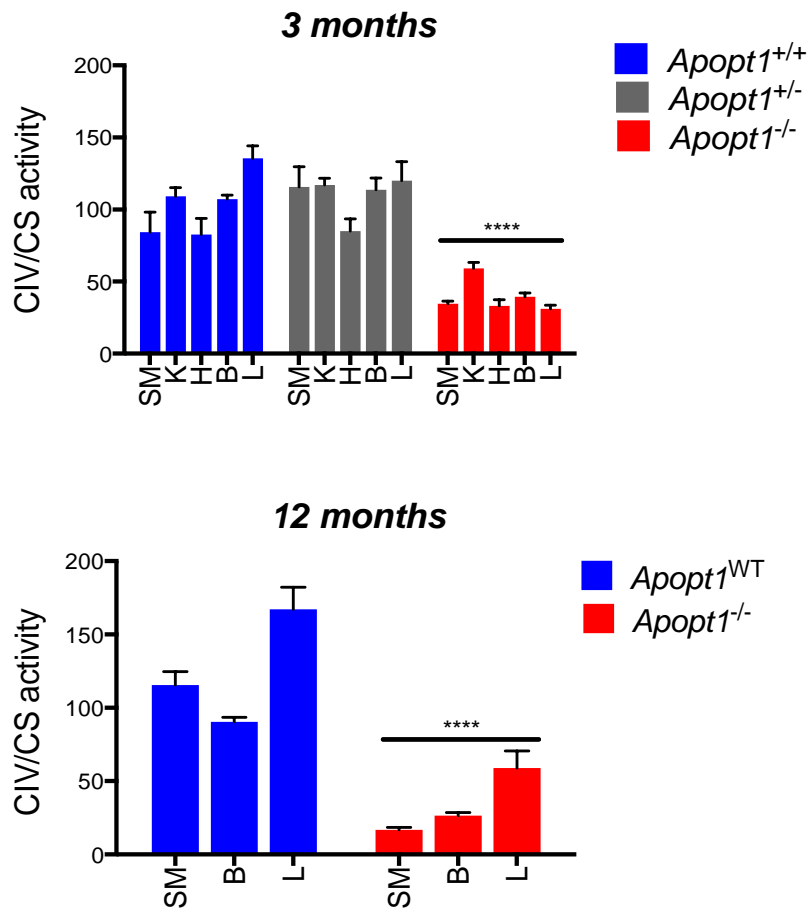 3 months
Apopt1+/+
Apopt1+/-
Apopt1-/-
CIV/CS activity
200
150
100
50
0
****
SM K H B L SM K H B L SM K H B L
12 months
ApoptWT
Apopt1-/-
CIV/CS activity
200
150
100
50
0
****
SM B L SM B L